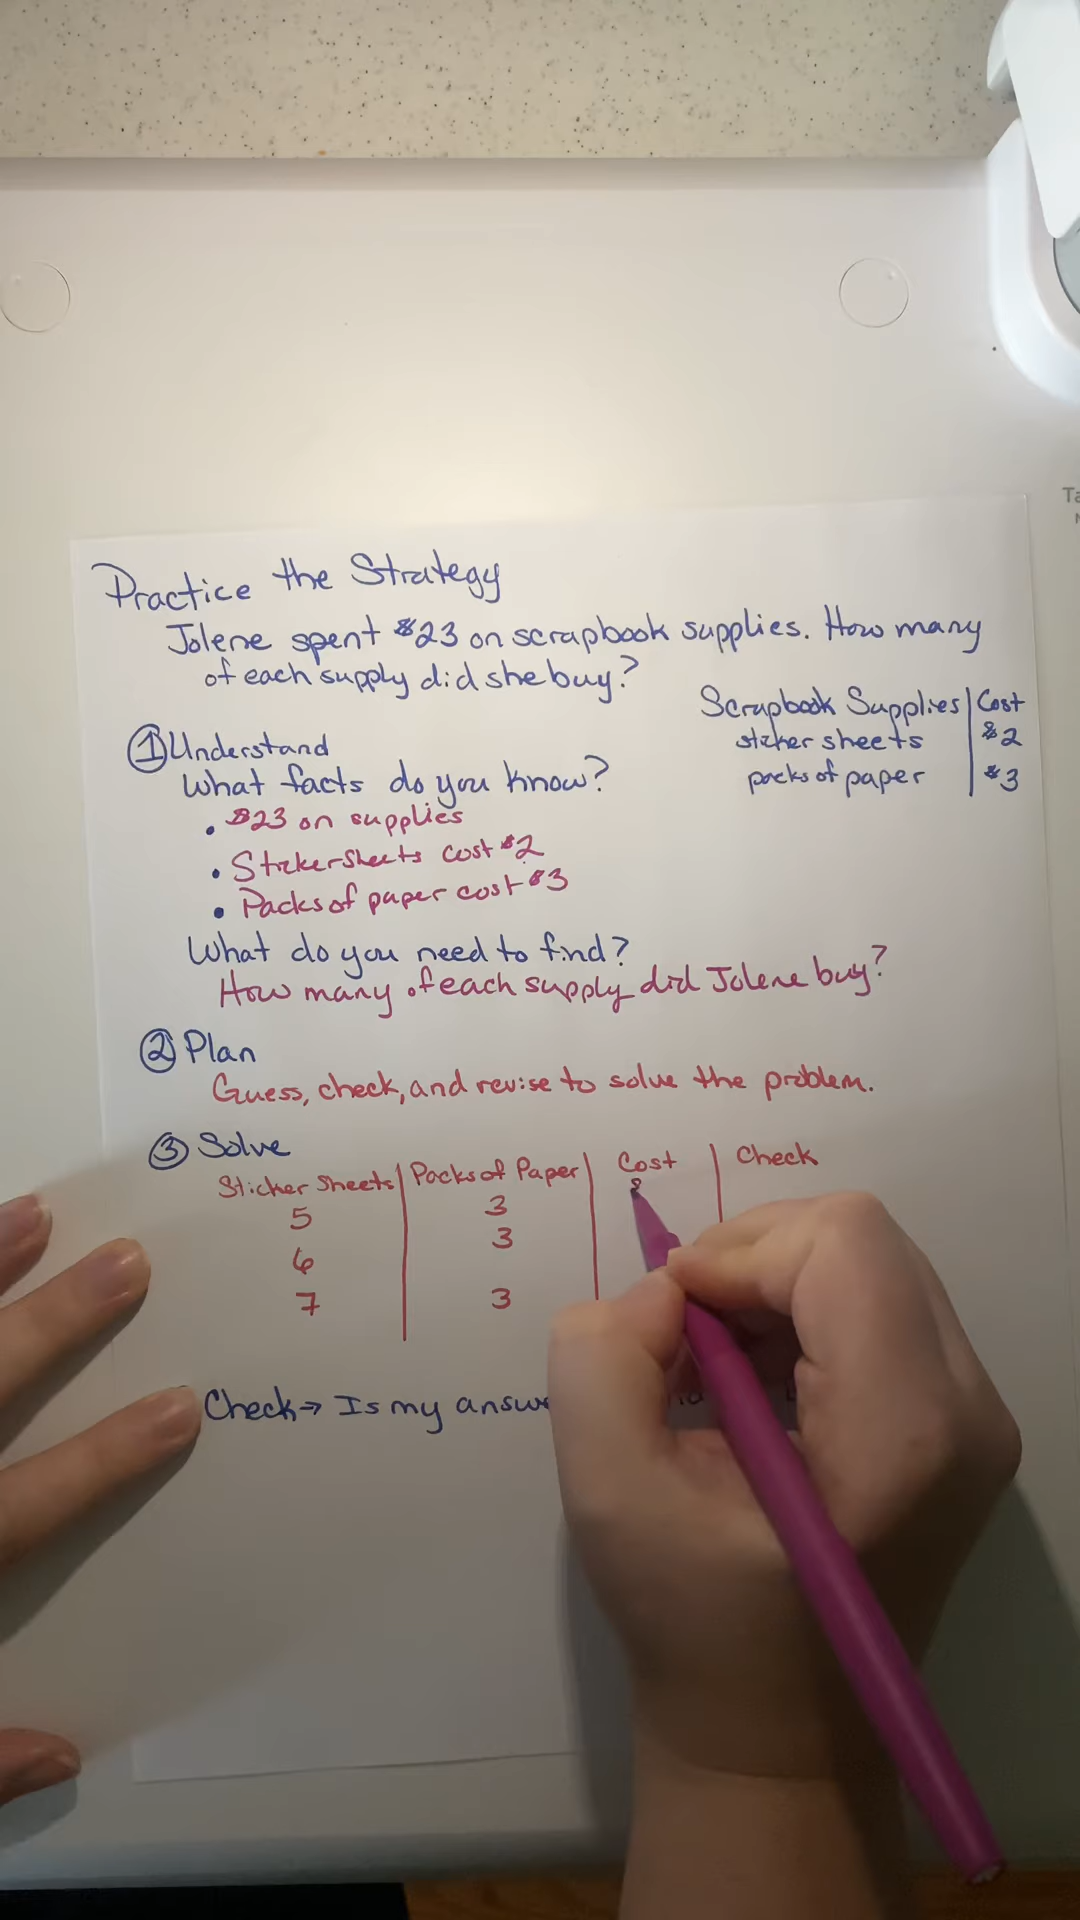 Practice the Strategy
Jolene spent $23 on scrapbook supplies. How many
of each supply did she buy?
Scrapbook Supplies Cost
sticker sheets $2
packs of paper $3
① Understand
What facts do you know?
• $23 on supplies
• Sticker sheets cost $2
• Packs of paper cost $3
What do you need to find?
How many of each supply did Jolene buy?
② Plan
Guess, check, and revise to solve the problem.
③ Solve
Sticker Sheets Packs of Paper Cost Check
5 3
6 3
7 3
Check → Is my